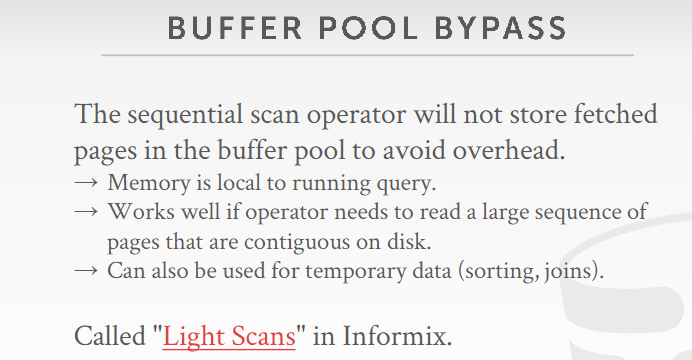 BUFFER POOL BYPASS
The sequential scan operator will not store fetched
pages in the buffer pool to avoid overhead.
→ Memory is local to running query.
→ Works well if operator needs to read a large sequence of
pages that are contiguous on disk.
→ Can also be used for temporary data (sorting, joins).
Called "Light Scans" in Informix.